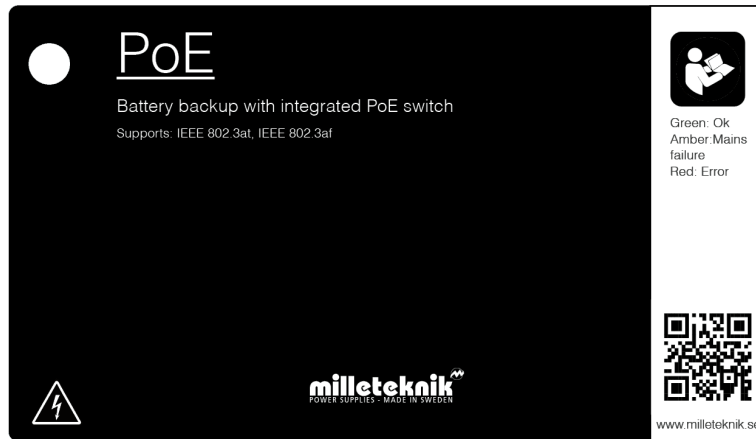 PoE
Battery backup with integrated PoE switch
Supports: IEEE 802.3at, IEEE 802.3af
Green: Ok
Amber:Mains
failure
Red: Error
milleteknik
POWER SUPPLIES - MADE IN SWEDEN
www.milleteknik.se